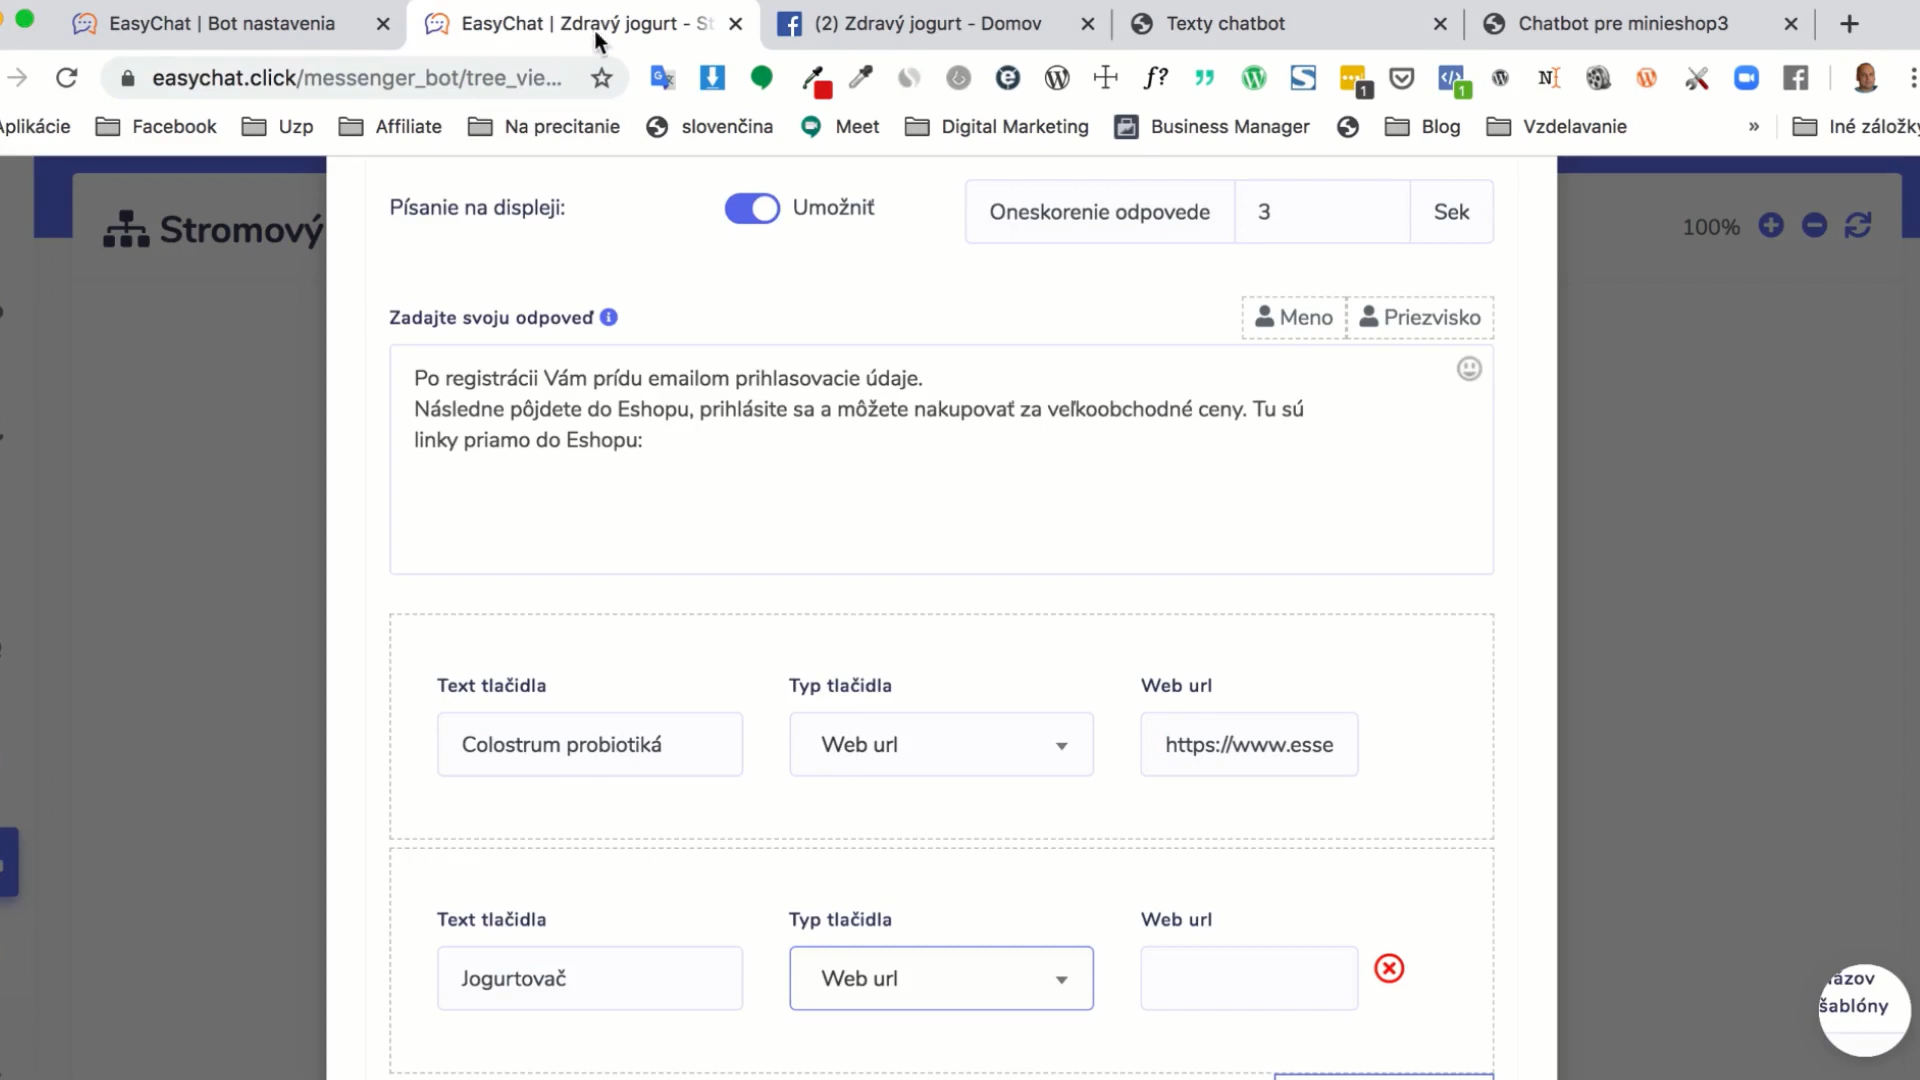 EasyChat | Bot nastavenia
EasyChat | Zdravý jogurt - St
(2) Zdravý jogurt - Domov
Texty chatbot
Chatbot pre minieshop3
easychat.click/messenger_bot/tree_vie...
Aplikácie
Facebook
Uzp
Affiliate
Na precitanie
slovenčina
Meet
Digital Marketing
Business Manager
Blog
Vzdelavanie
»
Iné záložky
Stromový
100%
Písanie na displeji:
Umožniť
Oneskorenie odpovede
3
Sek
Zadajte svoju odpoveď
Meno
Priezvisko
Po registrácii Vám prídu emailom prihlasovacie údaje.
Následne pôjdete do Eshopu, prihlásite sa a môžete nakupovať za veľkoobchodné ceny. Tu sú
linky priamo do Eshopu:
Text tlačidla
Typ tlačidla
Web url
Colostrum probiotiká
Web url
https://www.esse
Text tlačidla
Typ tlačidla
Web url
Jogurtovač
Web url
šablóny